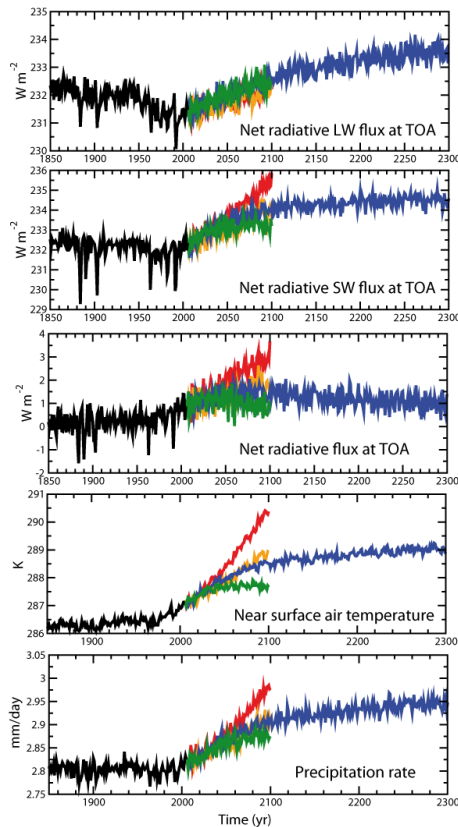 235
234
233
232
231
230
W m-2
Net radiative LW flux at TOA
1850 1900 1950 2000 2050 2100 2150 2200 2250 2300
236
235
234
233
232
231
230
229
W m-2
Net radiative SW flux at TOA
1850 1900 1950 2000 2050 2100 2150 2200 2250 2300
4
3
2
1
0
-1
-2
W m-2
Net radiative flux at TOA
1850 1900 1950 2000 2050 2100 2150 2200 2250 2300
291
290
289
288
287
286
K
Near surface air temperature
1900 2000 2100 2200 2300
3.05
3
2.95
2.9
2.85
2.8
2.75
mm/day
Precipitation rate
1900 2000 2100 2200 2300
Time (yr)